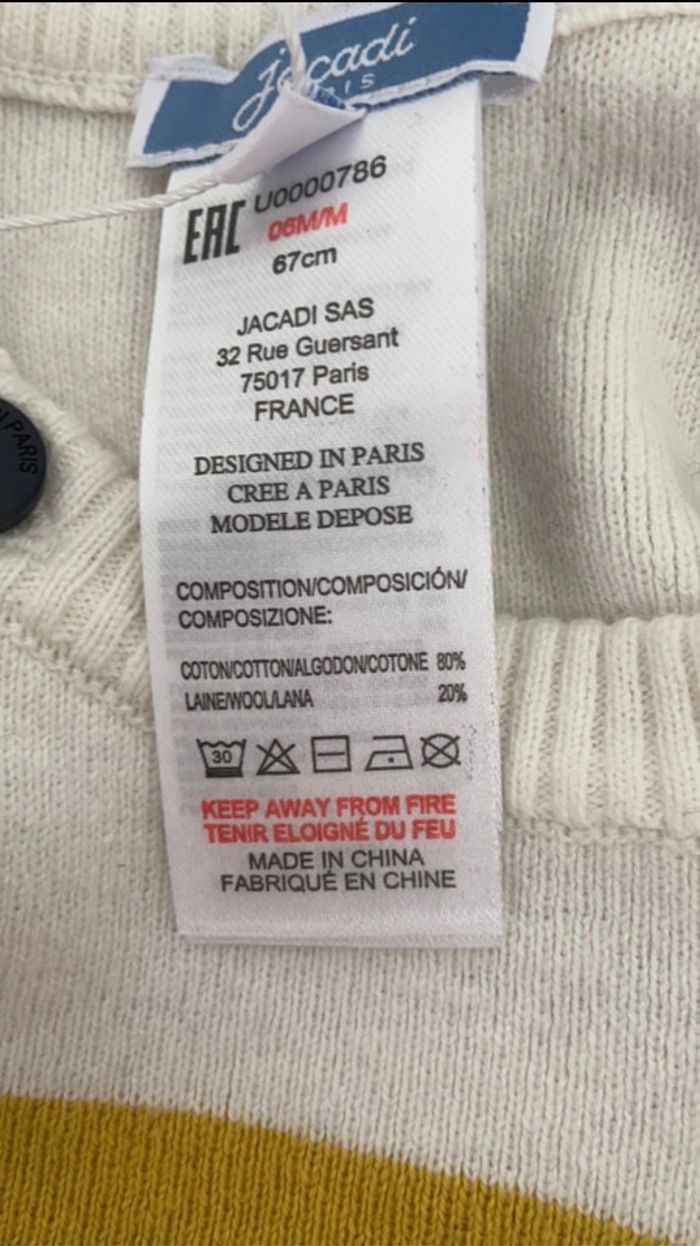 jacadi
U0000786
EAC 06M/M
67cm
JACADI SAS
32 Rue Guersant
75017 Paris
FRANCE
DESIGNED IN PARIS
CREE A PARIS
MODELE DEPOSE
COMPOSITION/COMPOSICIÓN/
COMPOSIZIONE:
COTON/COTTON/ALGODON/COTONE 80%
LAINE/WOOL/LANA 20%
30
KEEP AWAY FROM FIRE
TENIR ELOIGNÉ DU FEU
MADE IN CHINA
FABRIQUÉ EN CHINE
PARIS